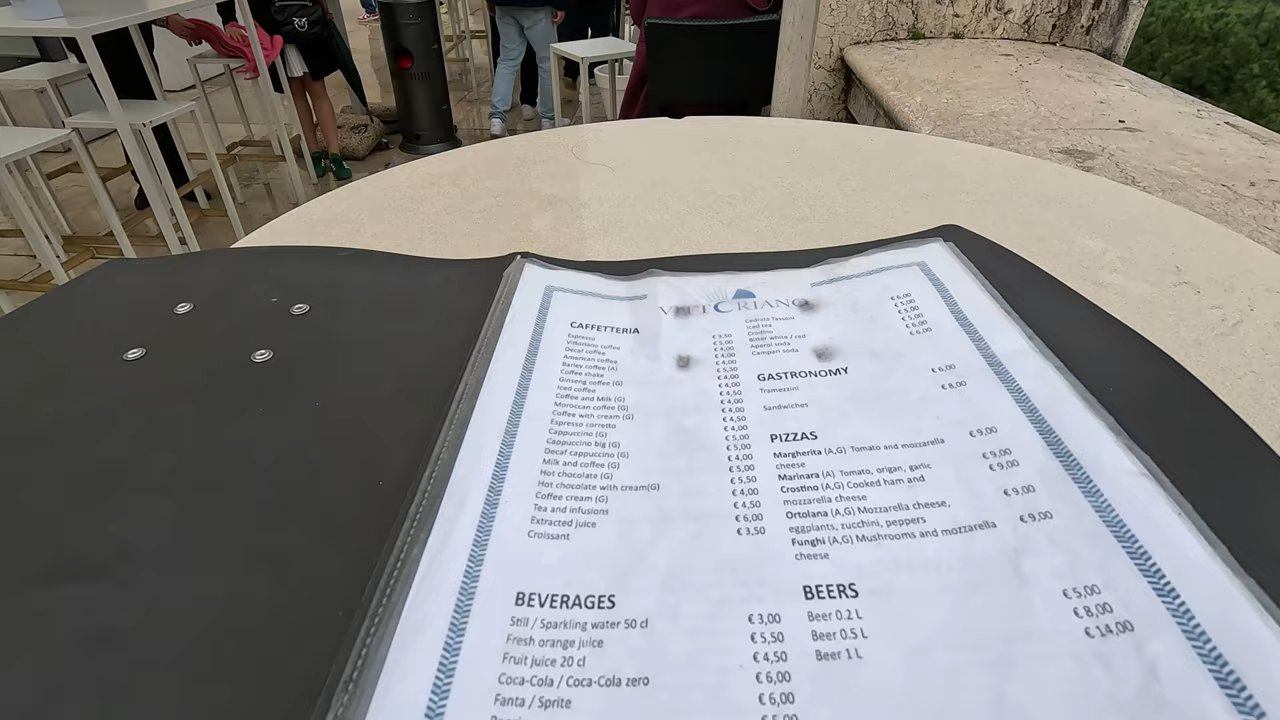 VITTORIANO
CAFFETTERIA
Espresso
Vittoriano coffee
Decaf coffee
American coffee
Barley coffee (A)
Coffee shake
Ginseng coffee (G)
Iced coffee
Coffee and Milk (G)
Moroccan coffee (G)
Coffee with cream (G)
Espresso corretto
Cappuccino (G)
Cappuccino big (G)
Decaf cappuccino (G)
Milk and coffee (G)
Hot chocolate (G)
Hot chocolate with cream(G)
Coffee cream (G)
Tea and infusions
Extracted juice
Croissant
€ 3,50
€ 5,00
€ 4,00
€ 4,00
€ 5,50
€ 4,00
€ 4,50
€ 4,00
€ 4,00
€ 4,50
€ 4,00
€ 5,00
€ 5,00
€ 4,00
€ 5,00
€ 5,50
€ 4,00
€ 4,50
€ 6,00
€ 3,50
BEVERAGES
Still / Sparkling water 50 cl € 3,00
Fresh orange juice € 5,50
Fruit juice 20 cl € 4,50
Coca-Cola / Coca-Cola zero € 6,00
Fanta / Sprite € 6,00
€ 5,00
Cedrata Tassoni € 6,00
Iced tea € 5,00
Crodino € 5,00
Bitter white / red € 5,00
Aperol soda € 6,00
Campari soda € 6,00
GASTRONOMY
Tramezzini € 6,00
Sandwiches € 8,00
PIZZAS
Margherita (A,G) Tomato and mozzarella € 9,00
cheese
Marinara (A) Tomato, origan, garlic € 9,00
Crostino (A,G) Cooked ham and € 9,00
mozzarella cheese
Ortolana (A,G) Mozzarella cheese, € 9,00
eggplants, zucchini, peppers
Funghi (A,G) Mushrooms and mozzarella € 9,00
cheese
BEERS
Beer 0.2 L € 5,00
Beer 0.5 L € 8,00
Beer 1 L € 14,00